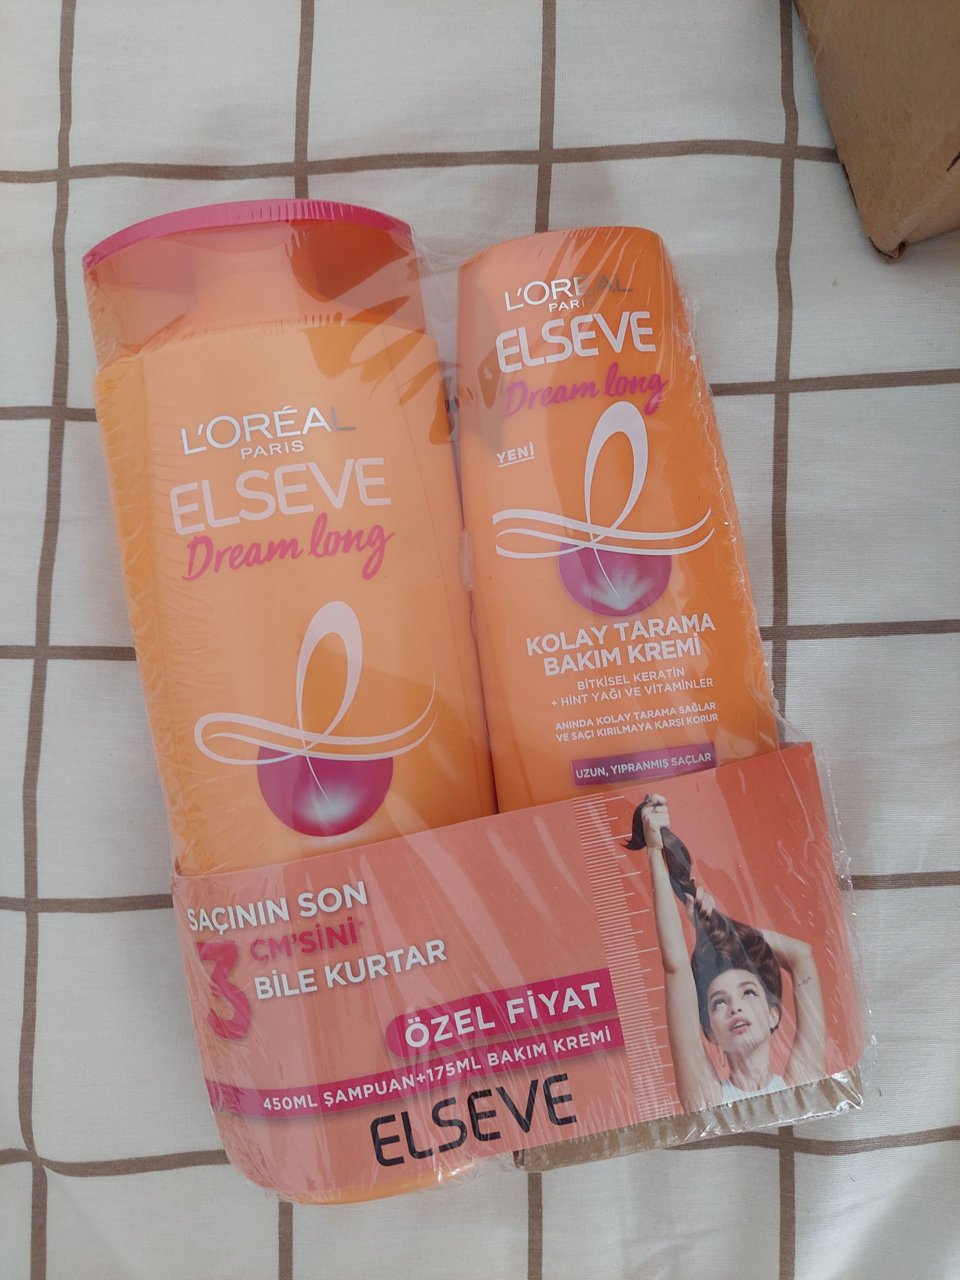 L'ORÉAL
PARIS
ELSEVE
Dream long
L'ORÉAL
PARIS
ELSEVE
Dream long
YENİ
KOLAY TARAMA
BAKIM KREMİ
BİTKİSEL KERATİN
+ HİNT YAĞI VE VİTAMİNLER
ANINDA KOLAY TARAMA SAĞLAR
VE SAÇI KIRILMAYA KARŞI KORUR
UZUN, YIPRANMIŞ SAÇLAR
SAÇININ SON
3 CM'SİNİ
BİLE KURTAR
ÖZEL FİYAT
450ML ŞAMPUAN+175ML BAKIM KREMİ
ELSEVE